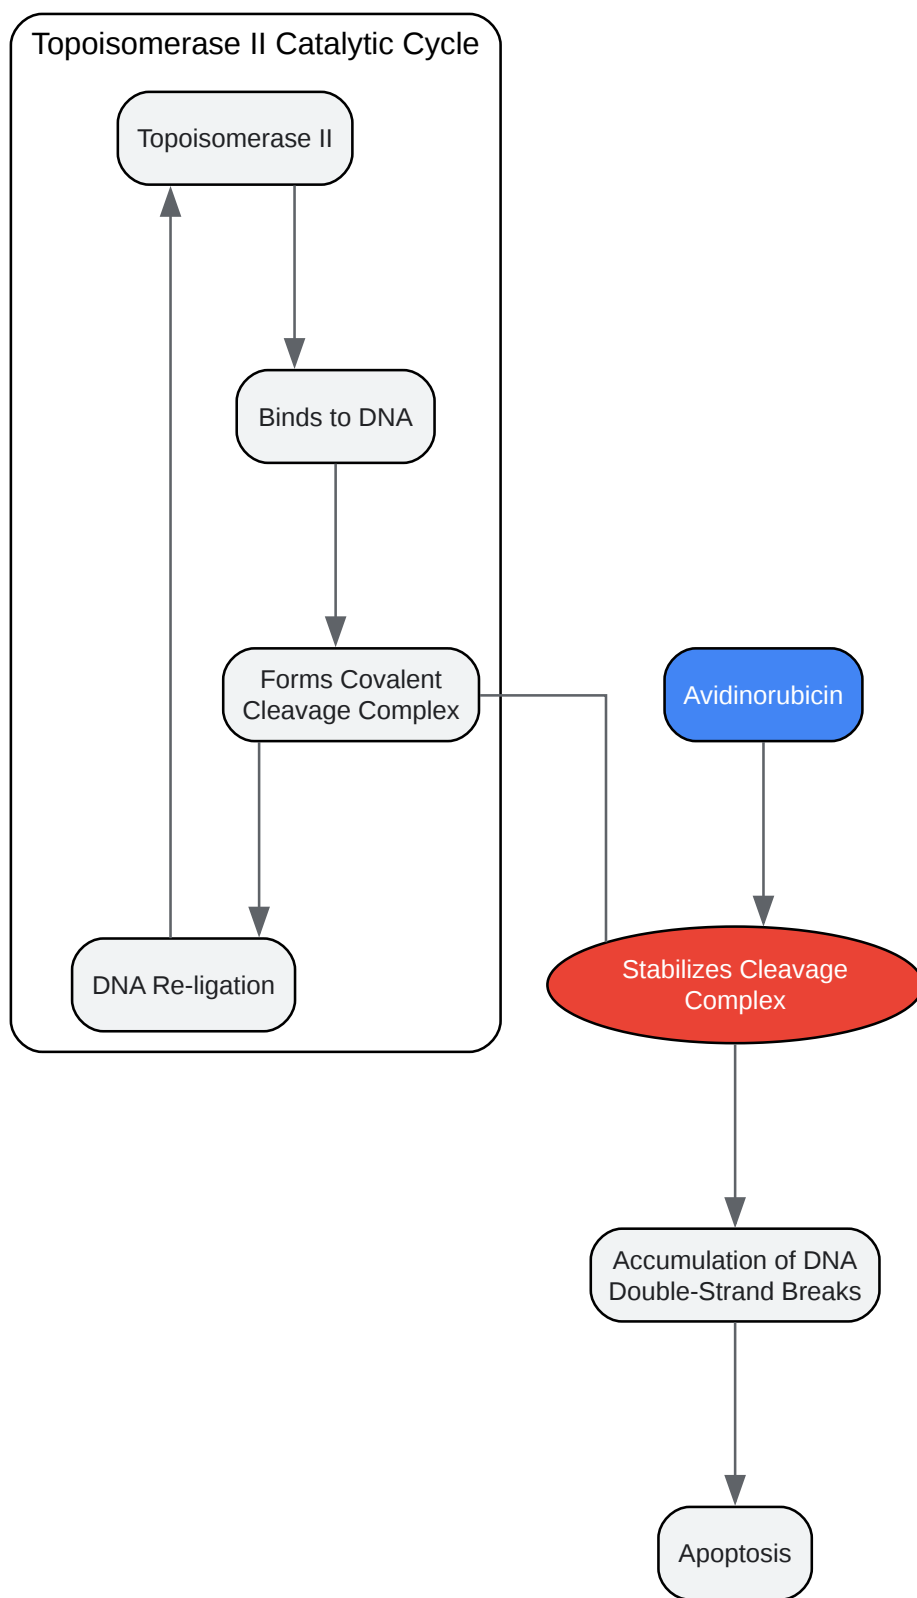 Topoisomerase II Catalytic Cycle
Topoisomerase II
Binds to DNA
Forms Covalent
Cleavage Complex
Avidinorubicin
DNA Re-ligation
Stabilizes Cleavage
Complex
Accumulation of DNA
Double-Strand Breaks
Apoptosis